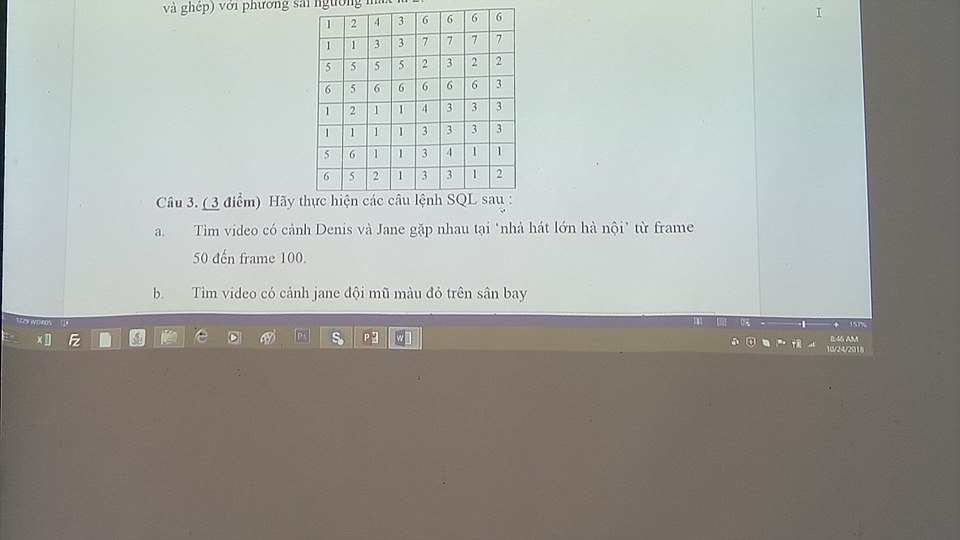 và ghép) với phương sai ngưỡng max là 2.
1 2 4 3 6 6 6 6
1 1 3 3 7 7 7 7
5 5 5 5 2 3 2 2
6 5 6 6 6 6 6 3
1 2 1 1 4 3 3 3
1 1 1 1 3 3 3 3
5 6 1 1 3 4 1 1
6 5 2 1 3 3 1 2
Câu 3. ( 3 điểm) Hãy thực hiện các câu lệnh SQL sau :
a. Tìm video có cảnh Denis và Jane gặp nhau tại ‘nhà hát lớn hà nội’ từ frame
50 đến frame 100.
b. Tìm video có cảnh jane đội mũ màu đỏ trên sân bay
5229 WORDS
157%
8:46 AM
10/24/2018